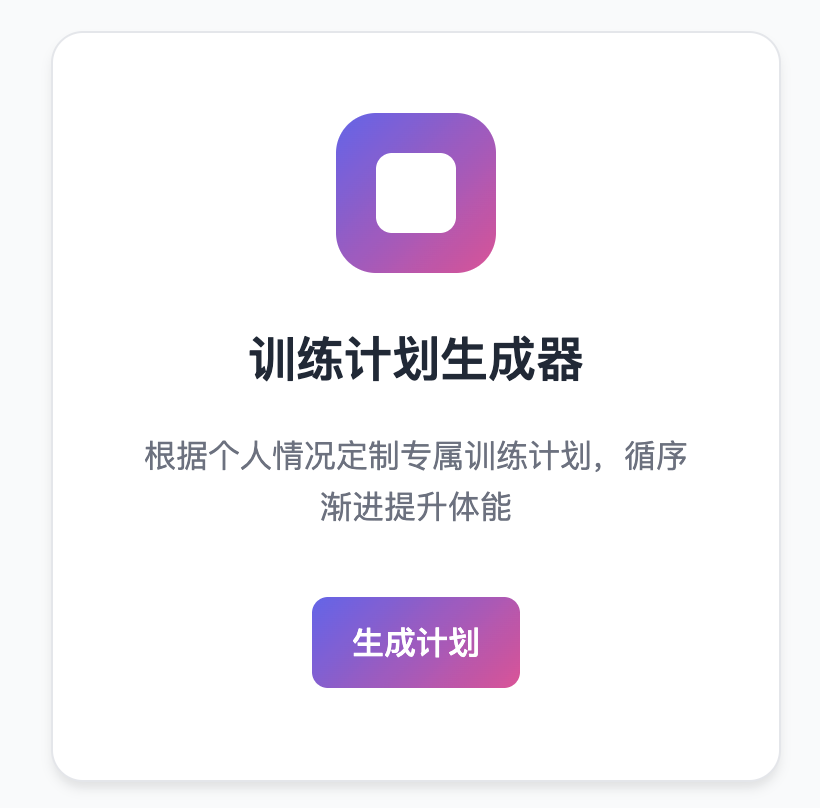 训练计划生成器
根据个人情况定制专属训练计划，循序
渐进提升体能
生成计划